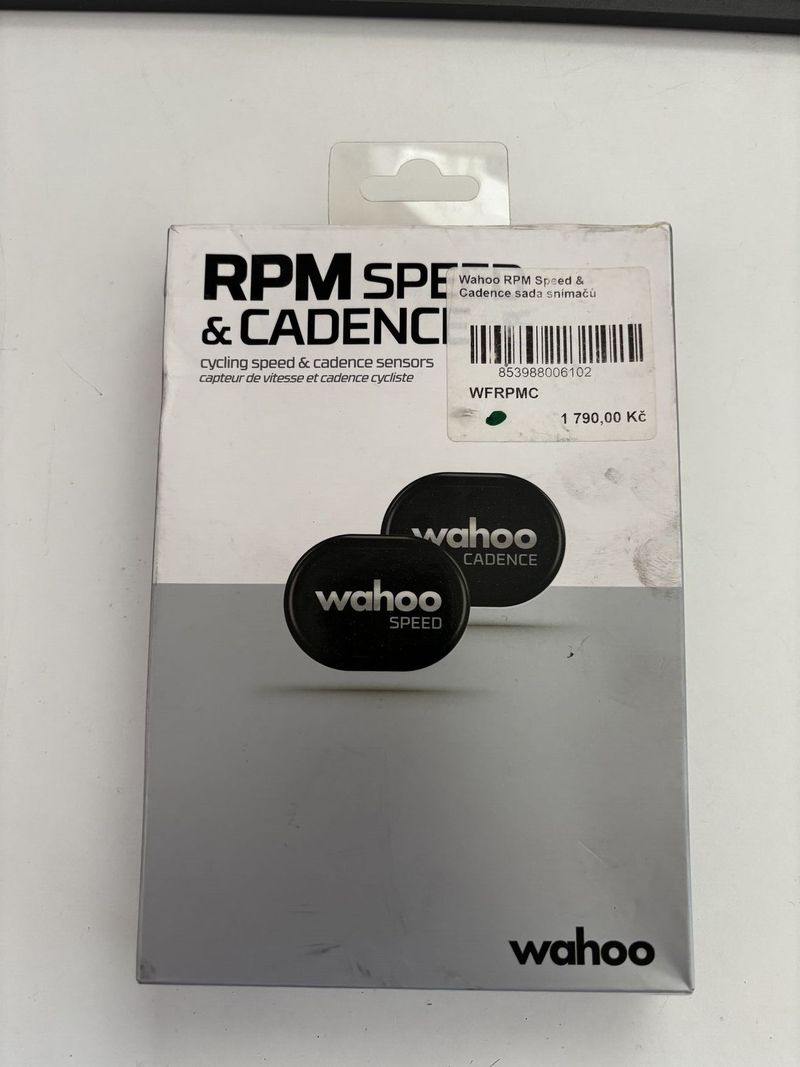 RPM SPEED
& CADENCE
cycling speed & cadence sensors
capteur de vitesse et cadence cycliste
Wahoo RPM Speed &
Cadence sada snímačů
853988006102
WFRPMC
1 790,00 Kč
wahoo
CADENCE
wahoo
SPEED
wahoo